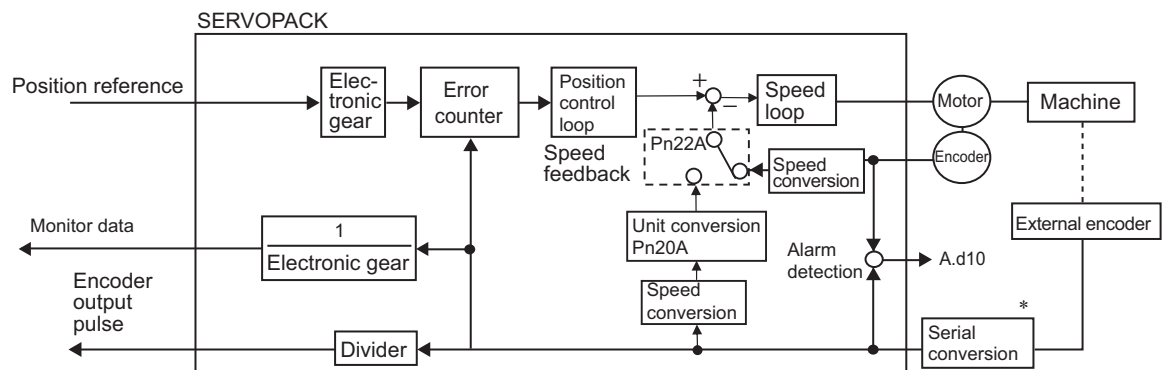 SERVOPACK
Position reference
Elec-
tronic
gear
Error
counter
Position
control
loop
+
−
Speed
loop
Motor
Machine
Encoder
Pn22A
Speed
feedback
Speed
conversion
Monitor data
1
Electronic gear
Unit conversion
Pn20A
Alarm
detection
A.d10
External encoder
Encoder
output
pulse
Speed
conversion
Divider
*
Serial
conversion